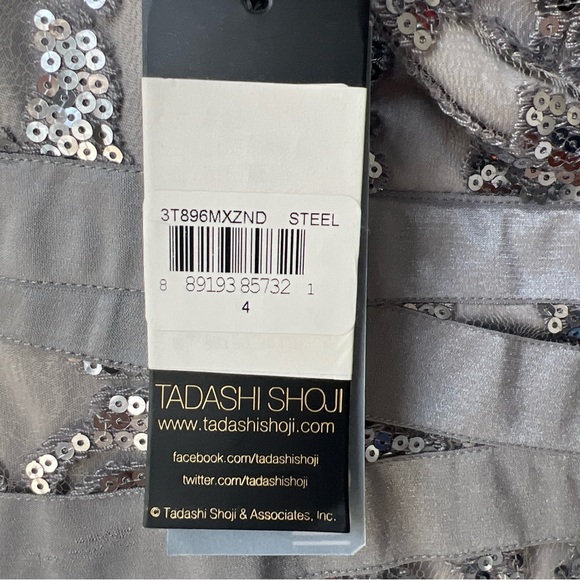 3T896MXZND STEEL
8 89193 85732 1
4
TADASHI SHOJI
www.tadashishoji.com
facebook.com/tadashishoji
twitter.com/tadashishoji
© Tadashi Shoji & Associates, Inc.